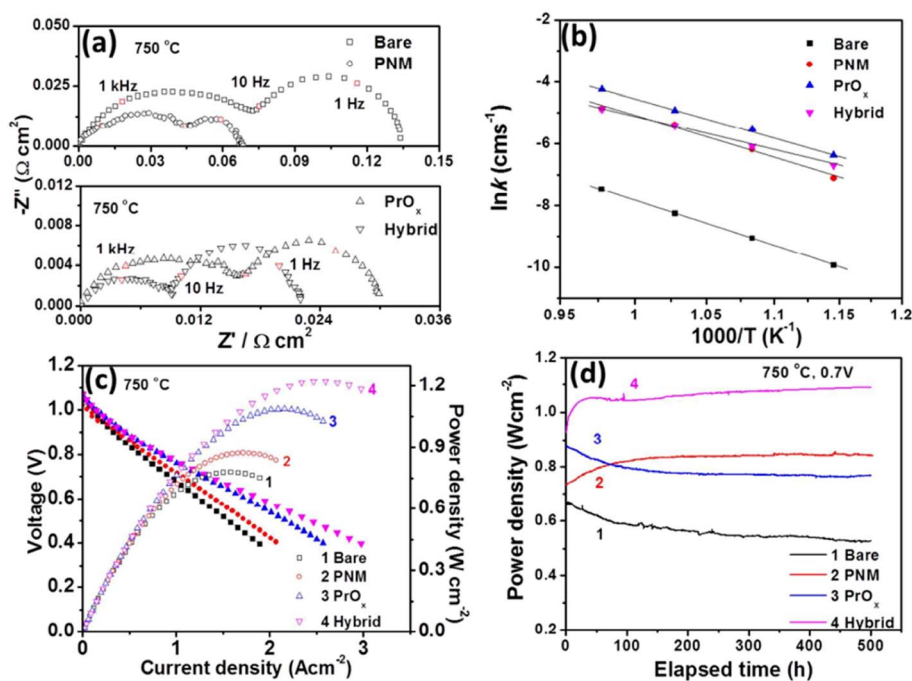 (a)
750 °C
Bare
PNM
1 kHz
10 Hz
1 Hz
0.050
0.025
0.000
0.00 0.03 0.06 0.09 0.12 0.15
-Z" (Ω cm²)
750 °C
PrOₓ
Hybrid
1 kHz
10 Hz
1 Hz
0.012
0.008
0.004
0.000
0.000 0.012 0.024 0.036
Z' / Ω cm²
(b)
Bare
PNM
PrOₓ
Hybrid
lnk (cms⁻¹)
-2
-4
-6
-8
-10
0.95 1.00 1.05 1.10 1.15 1.2
1000/T (K⁻¹)
(c)
750 °C
Voltage (V)
1.2
1.0
0.8
0.6
0.4
0.2
0.0
4
3
2
1
1 Bare
2 PNM
3 PrOₓ
4 Hybrid
0 1 2 3
Current density (Acm⁻²)
1.2
0.9
0.6
0.3
0.0
Power density (W cm⁻²)
(d)
750 °C, 0.7V
Power density (Wcm⁻²)
1.2
1.0
0.8
0.6
0.4
0.2
4
3
2
1
1 Bare
2 PNM
3 PrOₓ
4 Hybrid
0 100 200 300 400 500
Elapsed time (h)